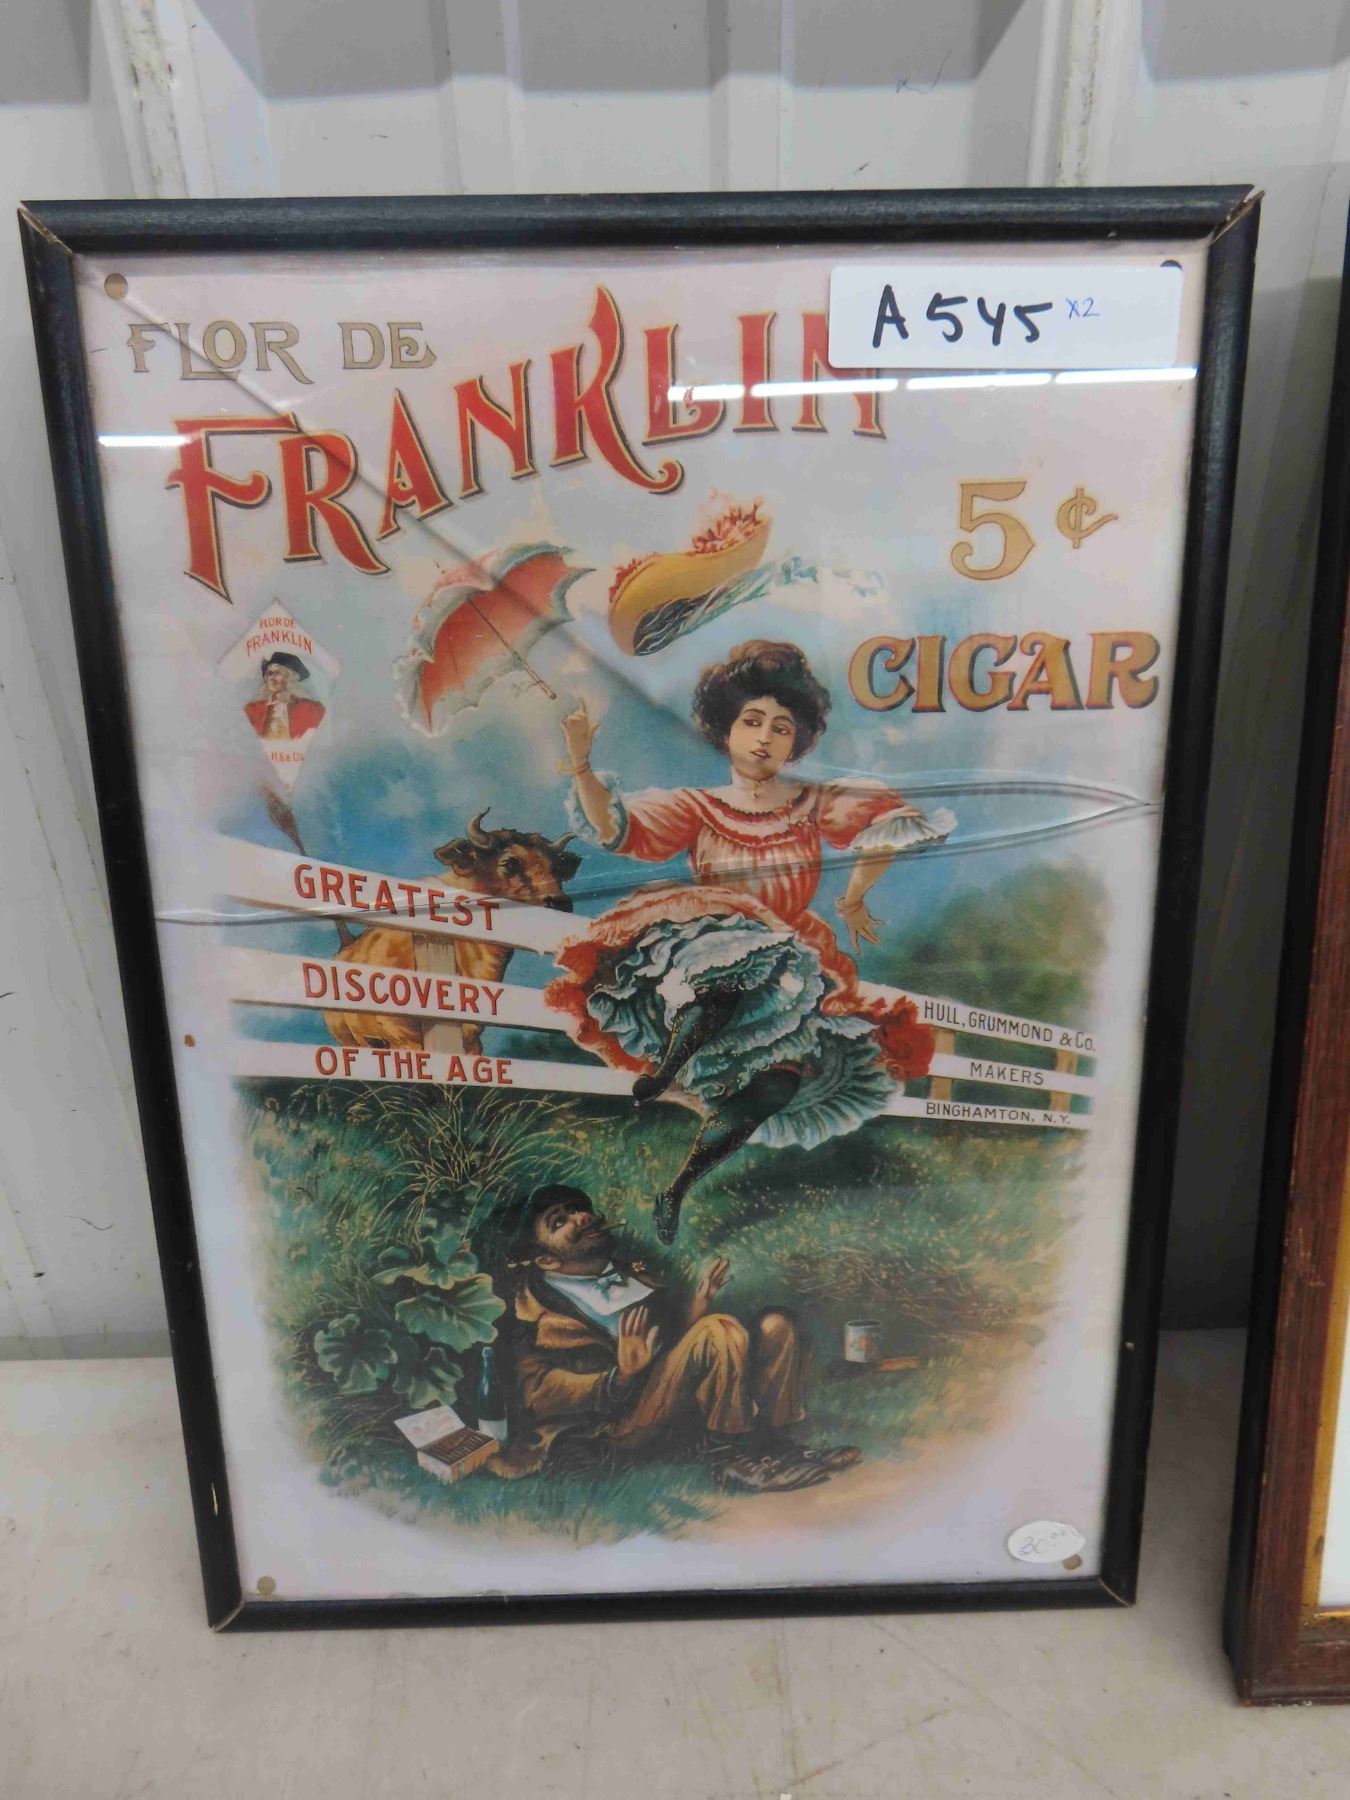 A545 x2
FLOR DE
FRANKLIN
5¢
CIGAR
FLOR DE
FRANKLIN
H.G & CO.
GREATEST
DISCOVERY
OF THE AGE
HULL, GRUMMOND & Co.
MAKERS
BINGHAMTON, N.Y.
30.00